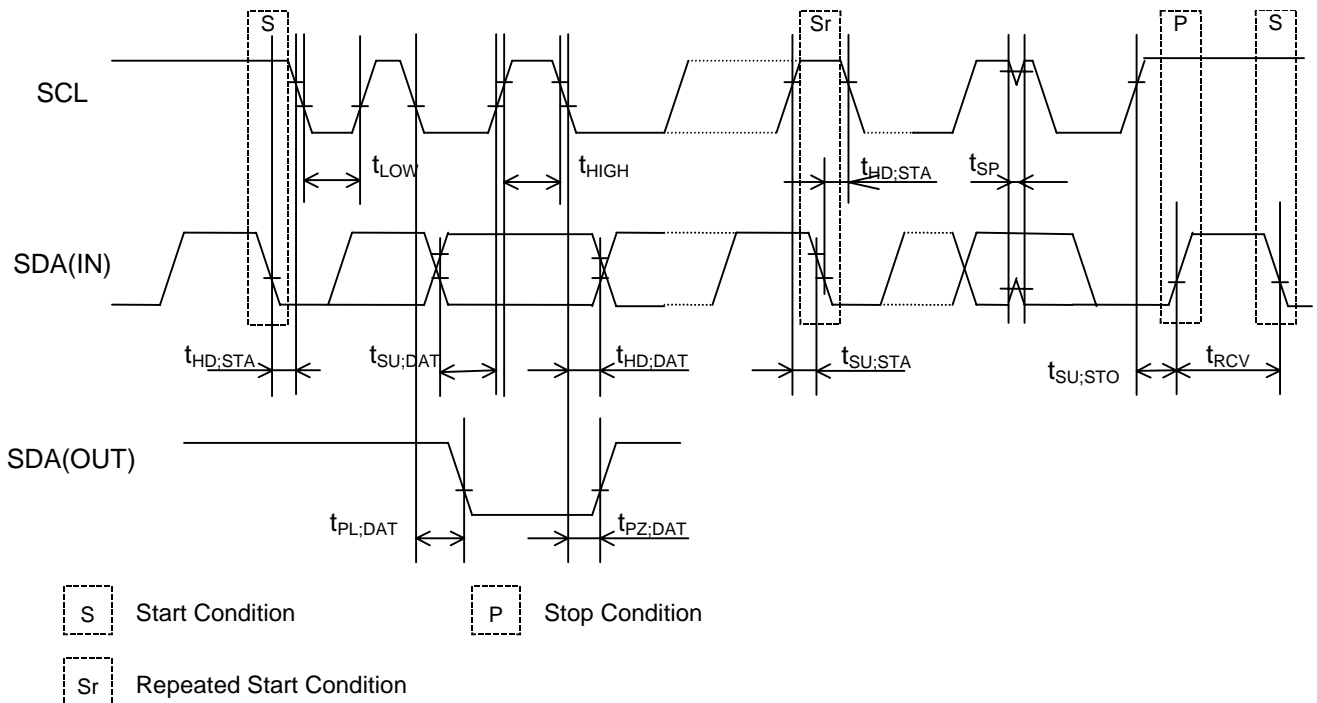 S Sr P S
SCL
tLOW tHIGH tHD;STA tSP
SDA(IN)
tHD;STA tSU;DAT tHD;DAT tSU;STA tSU;STO tRCV
SDA(OUT)
tPL;DAT tPZ;DAT
S Start Condition P Stop Condition
Sr Repeated Start Condition